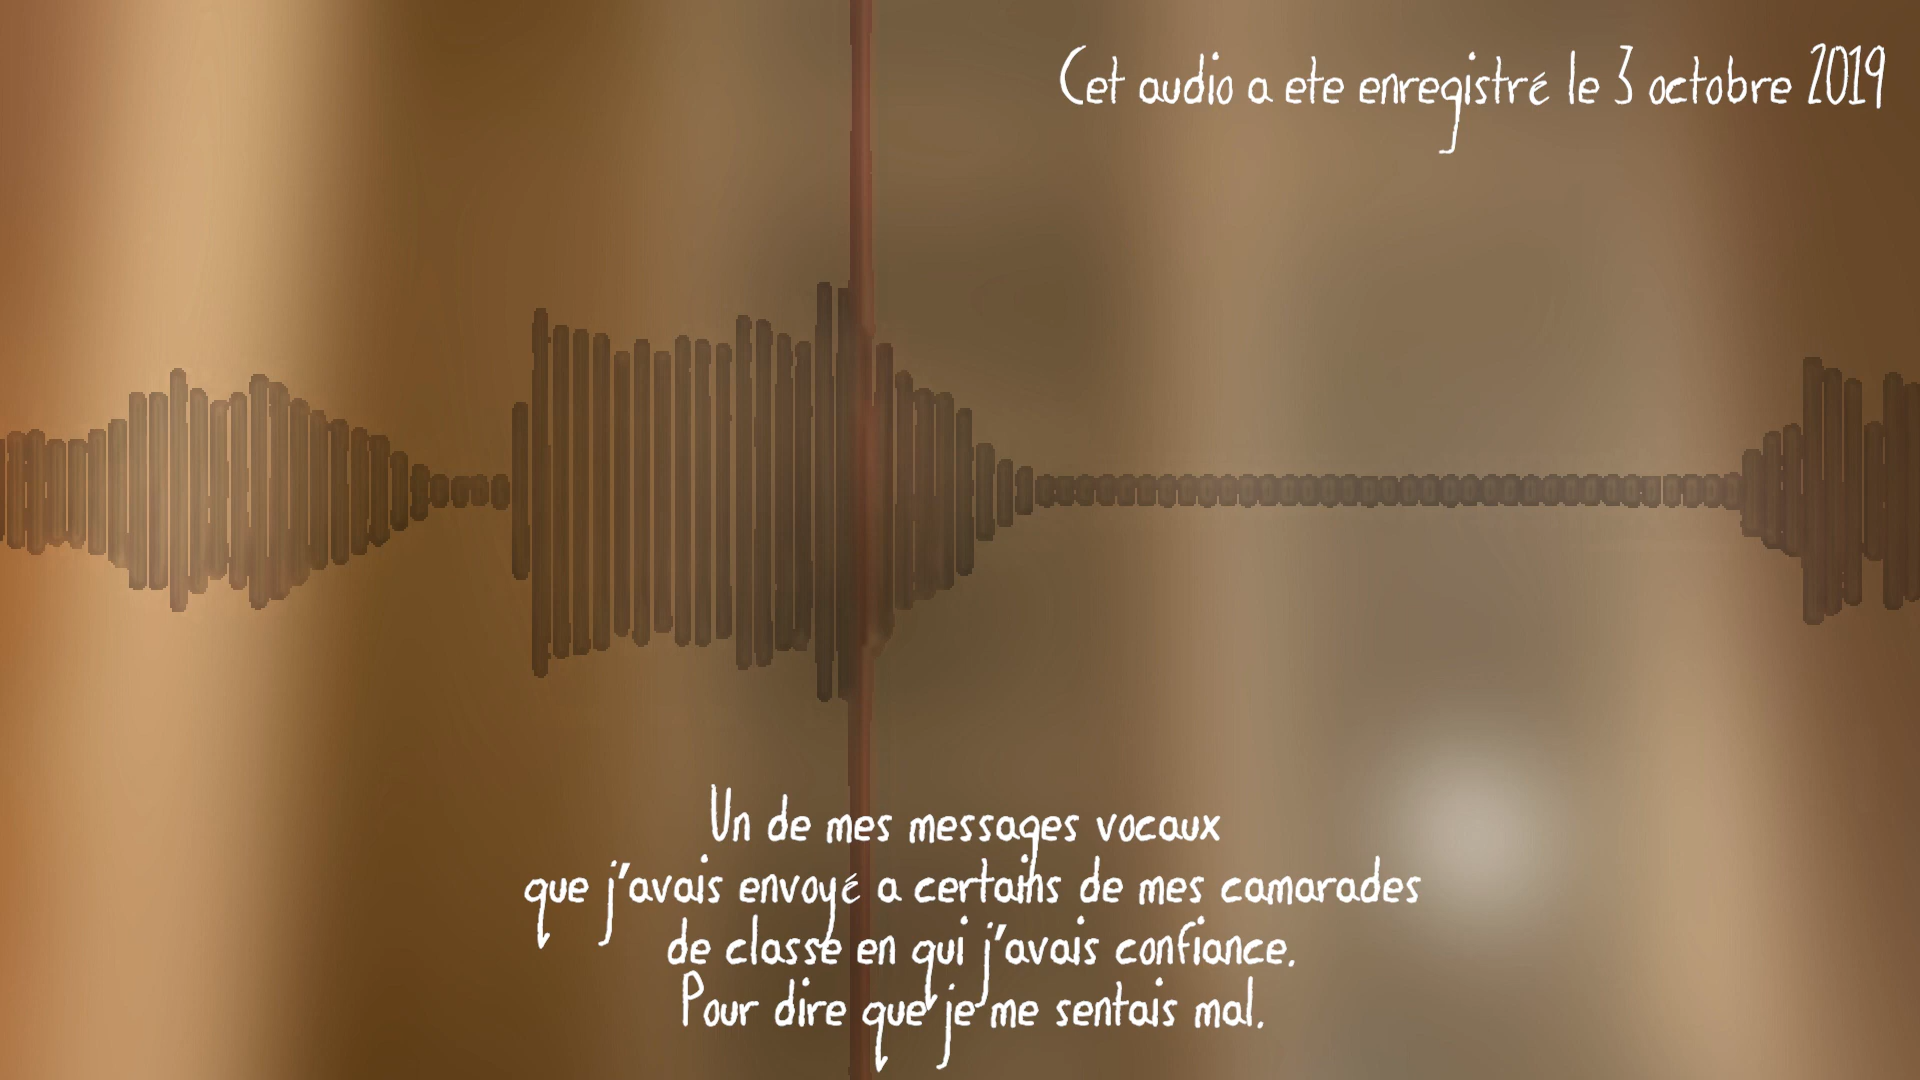 Cet audio a ete enregistré le 3 octobre 2019
Un de mes messages vocaux
que j'avais envoyé a certains de mes camarades
de classe en qui j'avais confiance.
Pour dire que je me sentais mal.